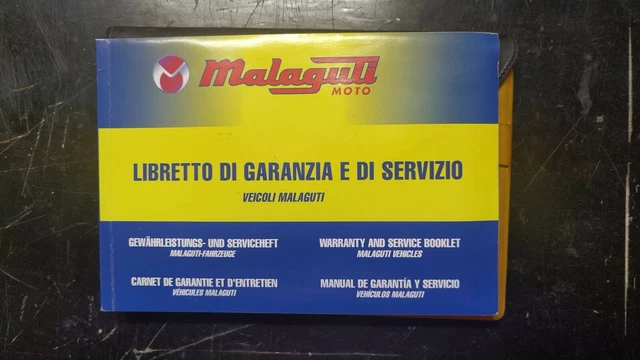 Malaguti
MOTO
LIBRETTO DI GARANZIA E DI SERVIZIO
VEICOLI MALAGUTI
GEWÄHRLEISTUNGS- UND SERVICEHEFT
MALAGUTI-FAHRZEUGE
WARRANTY AND SERVICE BOOKLET
MALAGUTI VEHICLES
CARNET DE GARANTIE ET D'ENTRETIEN
VÉHICULES MALAGUTI
MANUAL DE GARANTÍA Y SERVICIO
VEHÍCULOS MALAGUTI